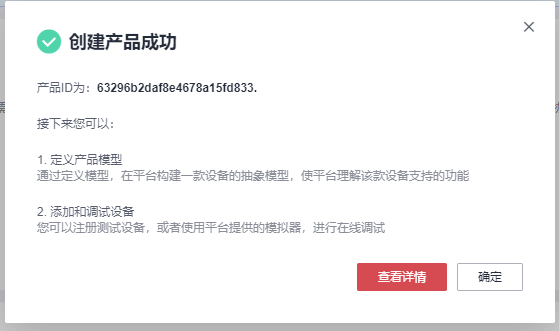 创建产品成功
产品ID为：63296b2daf8e4678a15fd833.
接下来您可以：
1. 定义产品模型
通过定义模型，在平台构建一款设备的抽象模型，使平台理解该款设备支持的功能
2. 添加和调试设备
您可以注册测试设备，或者使用平台提供的模拟器，进行在线调试
查看详情
确定